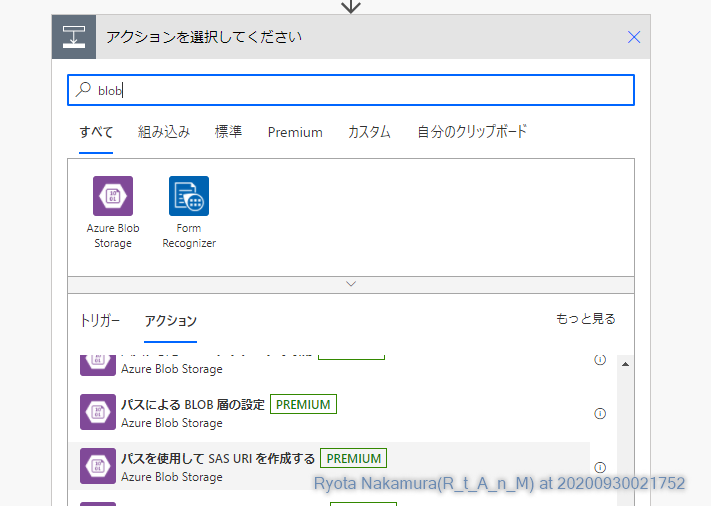 アクションを選択してください
blob
すべて 組み込み 標準 Premium カスタム 自分のクリップボード
Azure Blob Storage
Form Recognizer
トリガー アクション もっと見る
Azure Blob Storage
パスによる BLOB 層の設定 PREMIUM
Azure Blob Storage
パスを使用して SAS URI を作成する PREMIUM
Azure Blob Storage
Ryota Nakamura(R_t_A_n_M) at 20200930021752